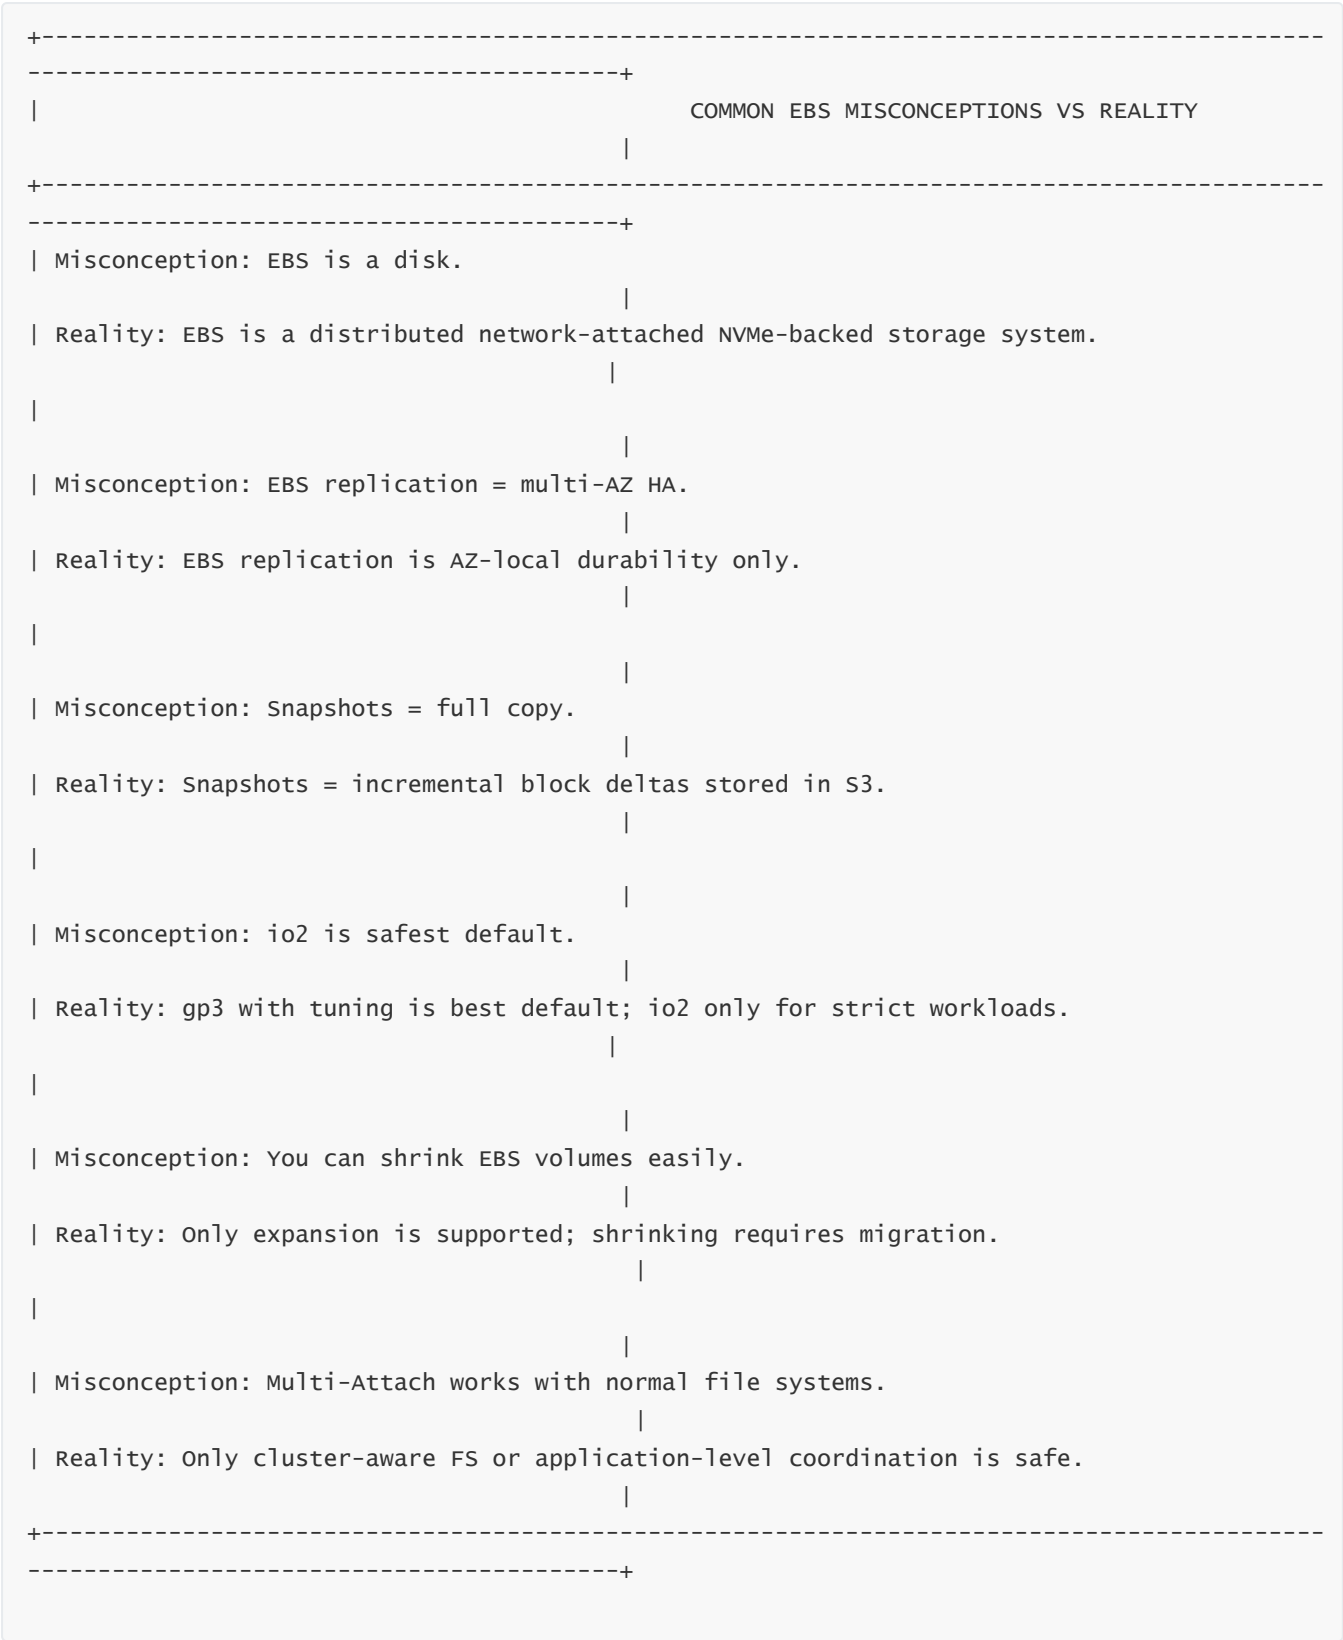 +-------------------------------------------------------------------------------------------
------------------------------------------+
| COMMON EBS MISCONCEPTIONS VS REALITY
|
+-------------------------------------------------------------------------------------------
------------------------------------------+
| Misconception: EBS is a disk.
|
| Reality: EBS is a distributed network-attached NVMe-backed storage system.
|
|
|
| Misconception: EBS replication = multi-AZ HA.
|
| Reality: EBS replication is AZ-local durability only.
|
|
|
| Misconception: Snapshots = full copy.
|
| Reality: Snapshots = incremental block deltas stored in S3.
|
|
|
| Misconception: io2 is safest default.
|
| Reality: gp3 with tuning is best default; io2 only for strict workloads.
|
|
|
| Misconception: You can shrink EBS volumes easily.
|
| Reality: Only expansion is supported; shrinking requires migration.
|
|
|
| Misconception: Multi-Attach works with normal file systems.
|
| Reality: Only cluster-aware FS or application-level coordination is safe.
|
+-------------------------------------------------------------------------------------------
------------------------------------------+